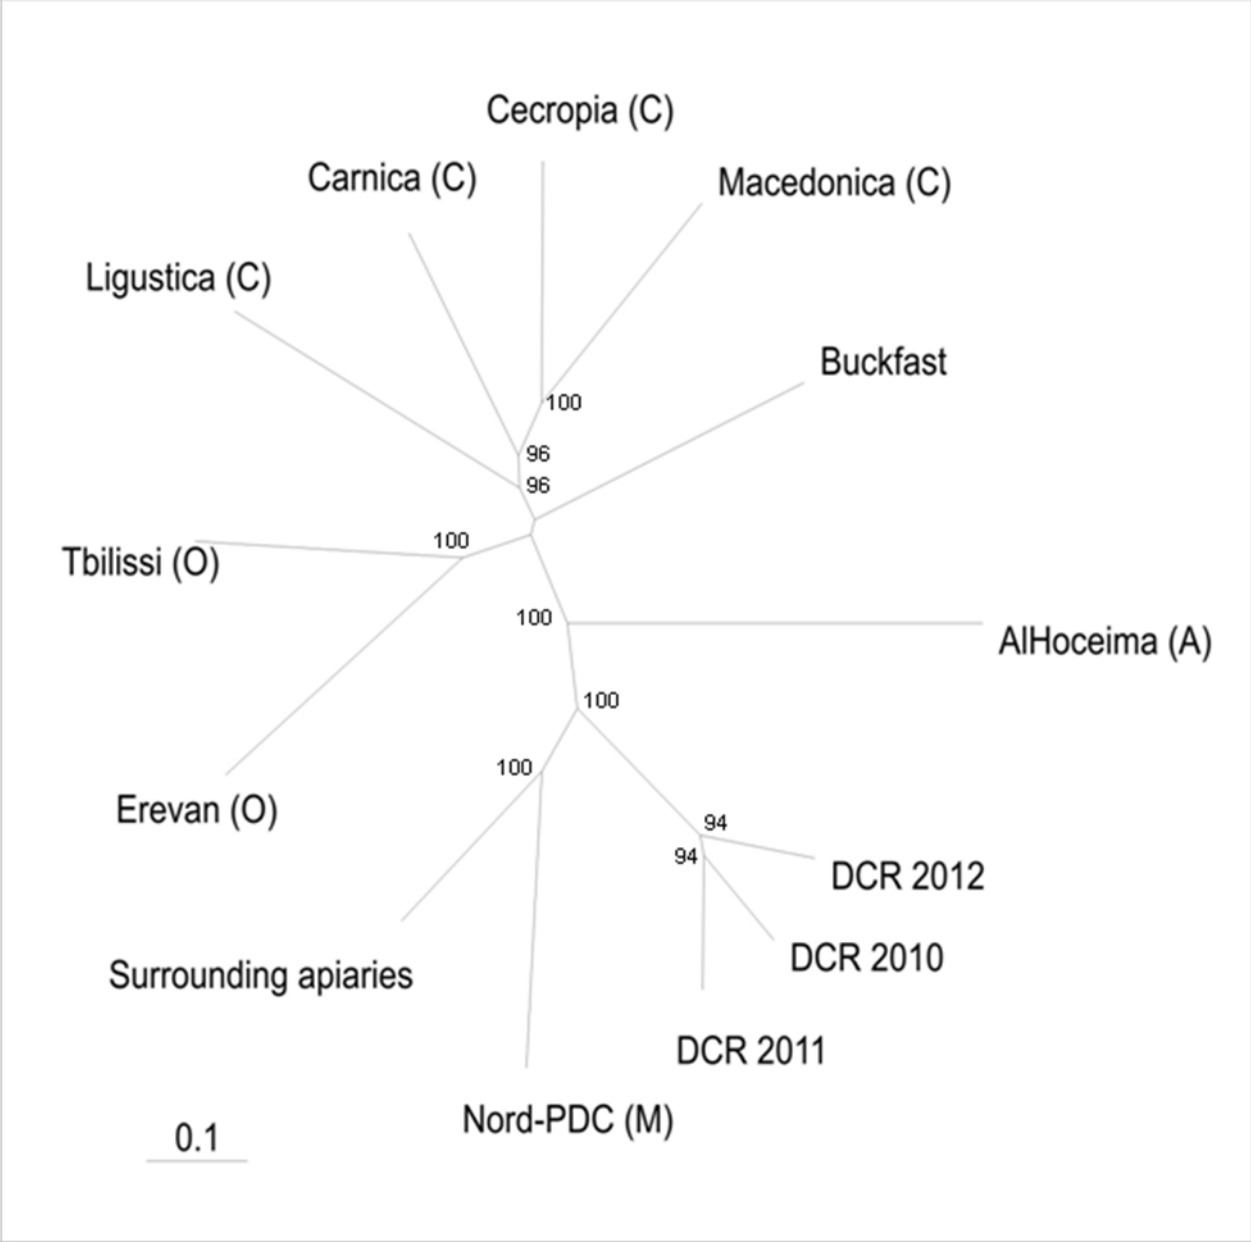 Cecropia (C)
Carnica (C)
Macedonica (C)
Ligustica (C)
Buckfast
100
96
96
100
Tbilissi (O)
100
AlHoceima (A)
100
100
Erevan (O)
94
94
DCR 2012
DCR 2010
Surrounding apiaries
DCR 2011
Nord-PDC (M)
0.1